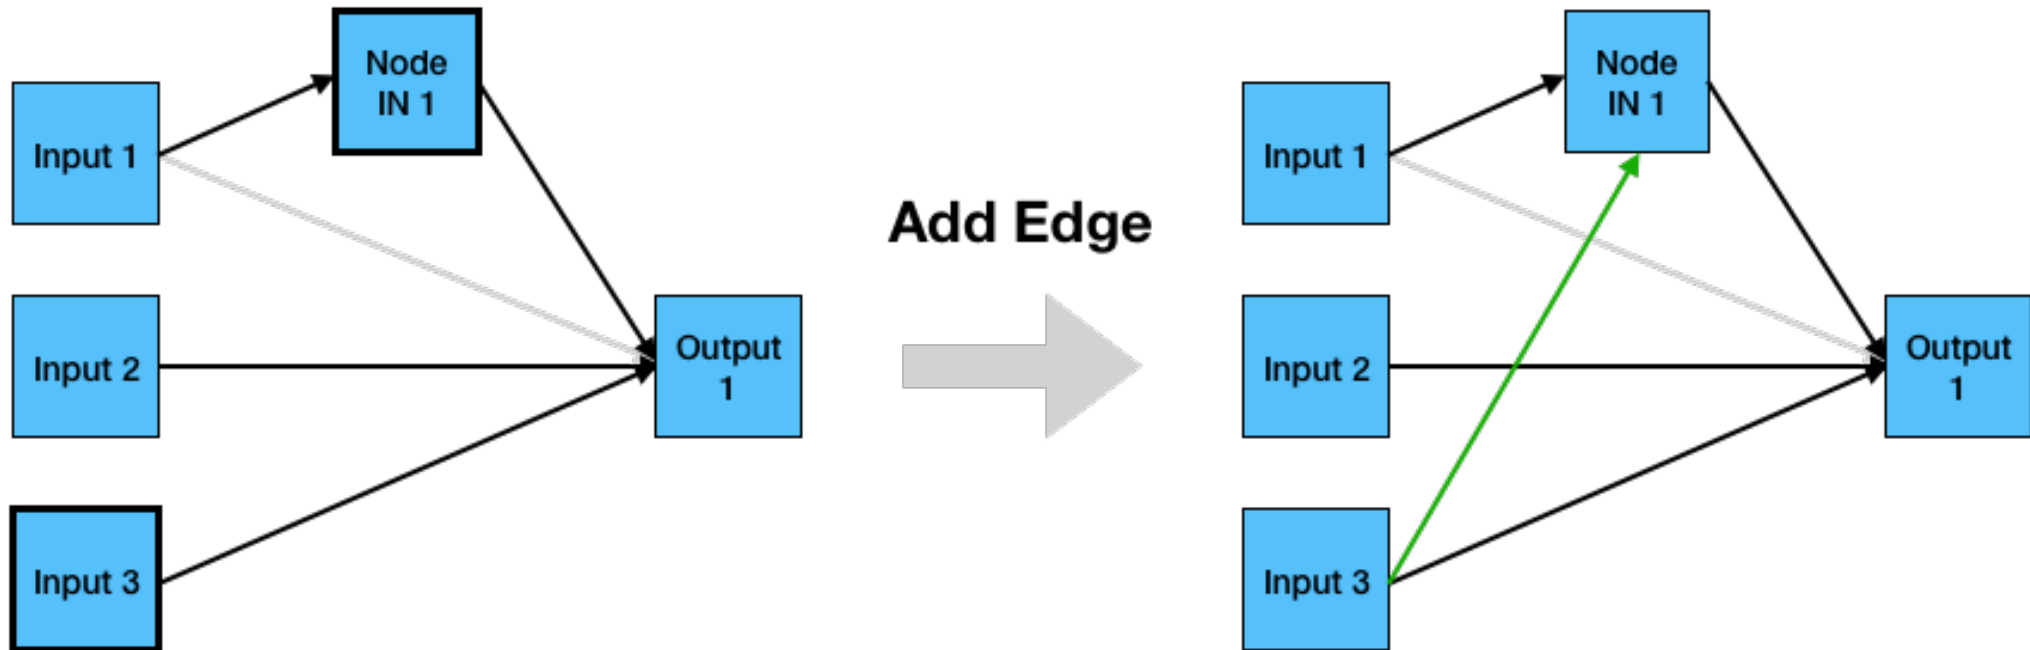 Node
IN 1
Input 1
Input 2
Output
1
Input 3
Add Edge
Node
IN 1
Input 1
Input 2
Output
1
Input 3